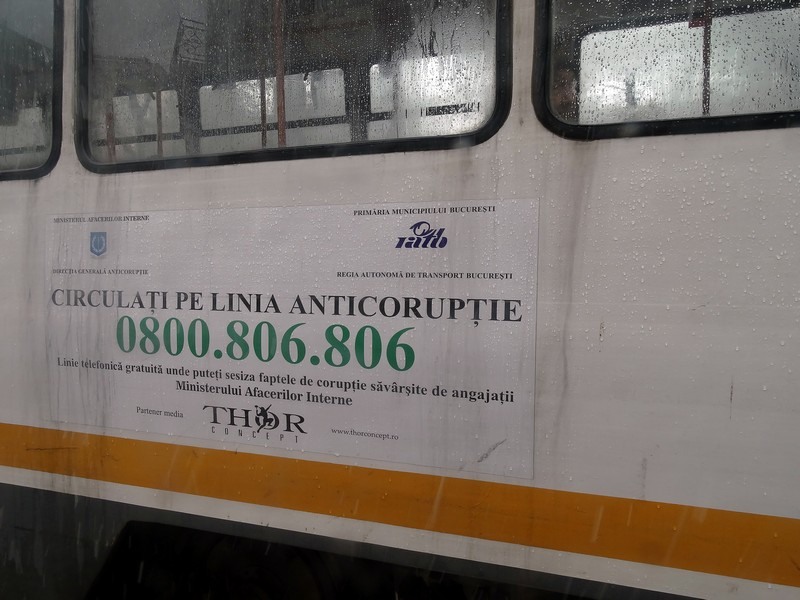 MINISTERUL AFACERILOR INTERNE
DIRECȚIA GENERALĂ ANTICORUPȚIE
PRIMĂRIA MUNICIPIULUI BUCUREȘTI
ratb
REGIA AUTONOMĂ DE TRANSPORT BUCUREȘTI
CIRCULAȚI PE LINIA ANTICORUPȚIE
0800.806.806
Linie telefonică gratuită unde puteți sesiza faptele de corupție săvârșite de angajații
Ministerului Afacerilor Interne
Partener media
THOR
CONCEPT
www.thorconcept.ro